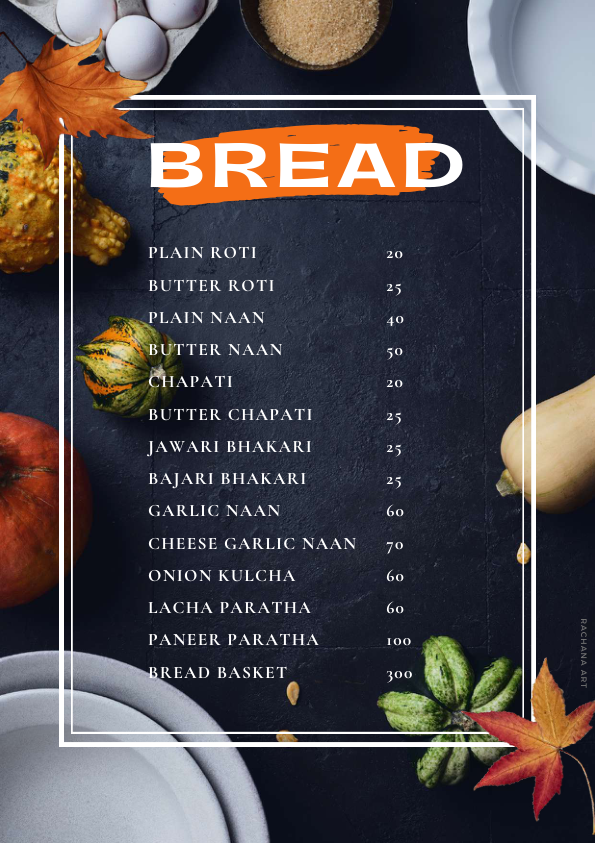 BREAD
PLAIN ROTI 20
BUTTER ROTI 25
PLAIN NAAN 40
BUTTER NAAN 50
CHAPATI 20
BUTTER CHAPATI 25
JAWARI BHAKARI 25
BAJARI BHAKARI 25
GARLIC NAAN 60
CHEESE GARLIC NAAN 70
ONION KULCHA 60
LACHA PARATHA 60
PANEER PARATHA 100
BREAD BASKET 300
RACHANA ART